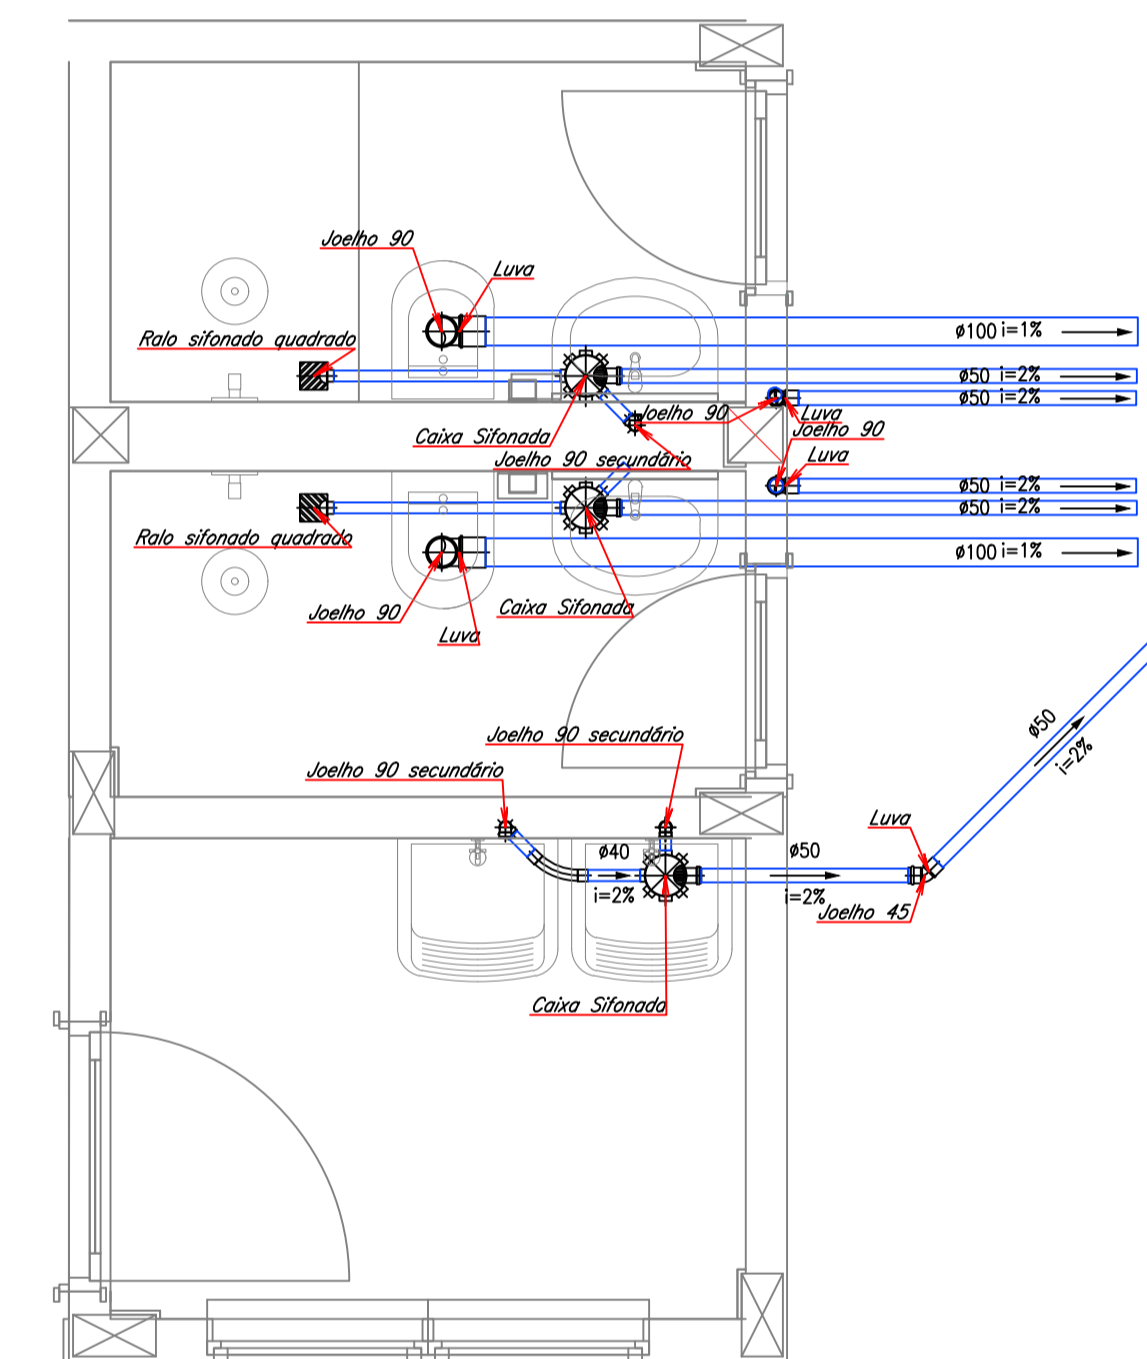 Joelho 90
Luva
Ralo sifonado quadrado
ø100 i=1%
ø50 i=2%
ø50 i=2%
Joelho 90
Luva
Caixa Sifonada
Joelho 90
Joelho 90 secundário
Luva
ø50 i=2%
ø50 i=2%
Ralo sifonado quadrado
ø100 i=1%
Joelho 90
Caixa Sifonada
Luva
ø50
i=2%
Joelho 90 secundário
Joelho 90 secundário
Luva
ø40
i=2%
ø50
i=2%
Joelho 45
Caixa Sifonada